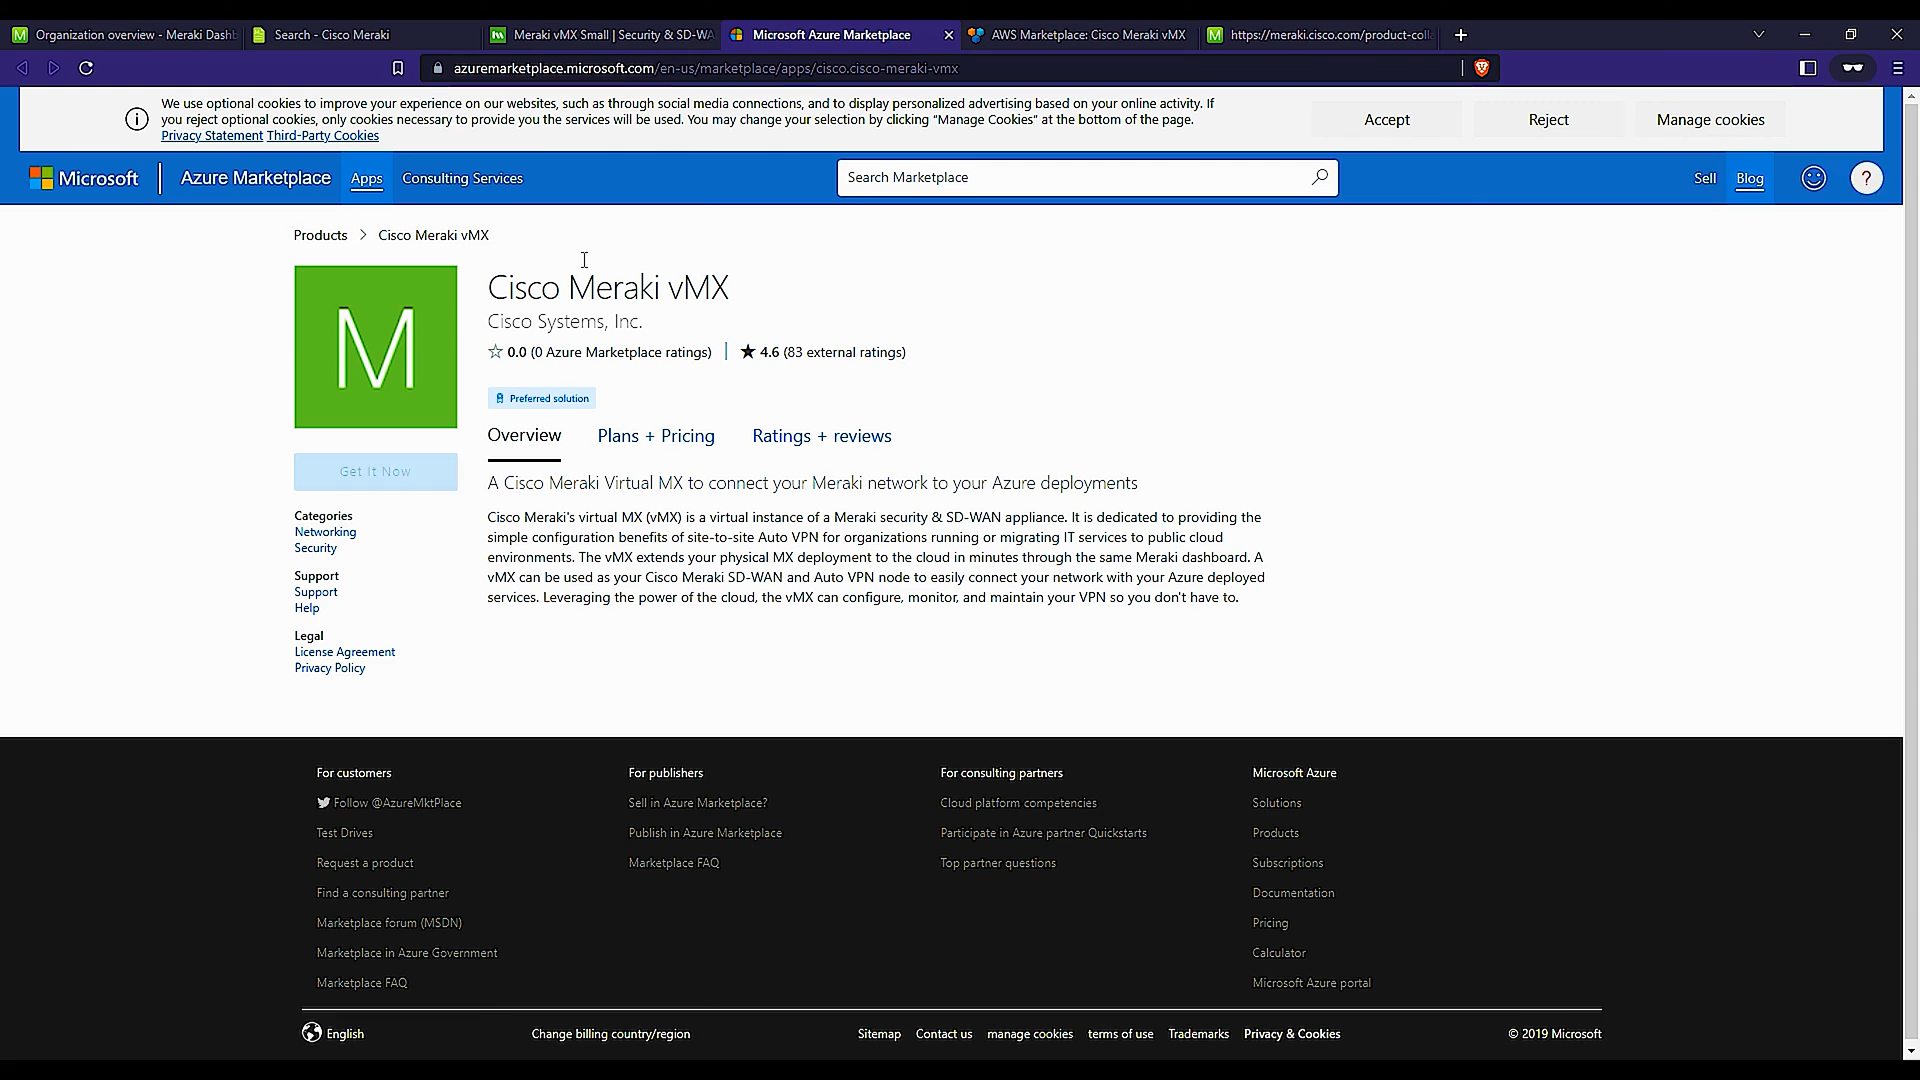 Organization overview - Meraki Dashb
Search - Cisco Meraki
Meraki vMX Small | Security & SD-WA
Microsoft Azure Marketplace
AWS Marketplace: Cisco Meraki vMX
https://meraki.cisco.com/product-coll
azuremarketplace.microsoft.com/en-us/marketplace/apps/cisco.cisco-meraki-vmx
We use optional cookies to improve your experience on our websites, such as through social media connections, and to display personalized advertising based on your online activity. If
you reject optional cookies, only cookies necessary to provide you the services will be used. You may change your selection by clicking “Manage Cookies” at the bottom of the page.
Privacy Statement Third-Party Cookies
Accept
Reject
Manage cookies
Microsoft
Azure Marketplace
Apps
Consulting Services
Search Marketplace
Sell
Blog
?
Products > Cisco Meraki vMX
M
Cisco Meraki vMX
Cisco Systems, Inc.
0.0 (0 Azure Marketplace ratings) | ★ 4.6 (83 external ratings)
Preferred solution
Overview
Plans + Pricing
Ratings + reviews
Get It Now
A Cisco Meraki Virtual MX to connect your Meraki network to your Azure deployments
Cisco Meraki's virtual MX (vMX) is a virtual instance of a Meraki security & SD-WAN appliance. It is dedicated to providing the
simple configuration benefits of site-to-site Auto VPN for organizations running or migrating IT services to public cloud
environments. The vMX extends your physical MX deployment to the cloud in minutes through the same Meraki dashboard. A
vMX can be used as your Cisco Meraki SD-WAN and Auto VPN node to easily connect your network with your Azure deployed
services. Leveraging the power of the cloud, the vMX can configure, monitor, and maintain your VPN so you don't have to.
Categories
Networking
Security
Support
Support
Help
Legal
License Agreement
Privacy Policy
For customers
Follow @AzureMktPlace
Test Drives
Request a product
Find a consulting partner
Marketplace forum (MSDN)
Marketplace in Azure Government
Marketplace FAQ
For publishers
Sell in Azure Marketplace?
Publish in Azure Marketplace
Marketplace FAQ
For consulting partners
Cloud platform competencies
Participate in Azure partner Quickstarts
Top partner questions
Microsoft Azure
Solutions
Products
Subscriptions
Documentation
Pricing
Calculator
Microsoft Azure portal
English
Change billing country/region
Sitemap
Contact us
manage cookies
terms of use
Trademarks
Privacy & Cookies
© 2019 Microsoft